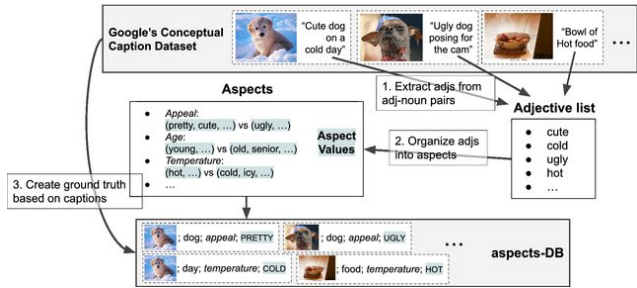 Google's Conceptual
Caption Dataset
"Cute dog
on a
cold day"
"Ugly dog
posing for
the cam"
"Bowl of
Hot food"
...
1. Extract adjs from
adj-noun pairs
Aspects
• Appeal:
(pretty, cute, ...) vs (ugly, ...)
• Age:
(young, ...) vs (old, senior, ...)
• Temperature:
(hot, ...) vs (cold, icy, ...)
• ...
Aspect
Values
2. Organize adjs
into aspects
Adjective list
• cute
• cold
• ugly
• hot
• ...
3. Create ground truth
based on captions
; dog; appeal; PRETTY
; dog; appeal; UGLY
...
; day; temperature; COLD
; food; temperature; HOT
aspects-DB